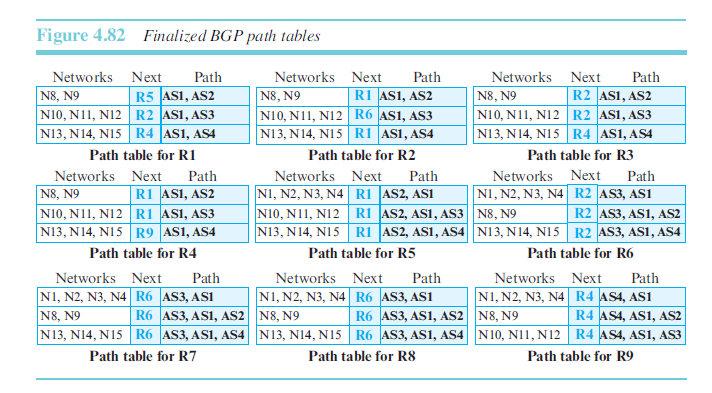 Figure 4.82 Finalized BGP path tables
Networks Next Path Networks Next Path Networks Next Path
N8, N9 R5 AS1, AS2 N8, N9 R1 AS1, AS2 N8, N9 R2 AS1, AS2
N10, N11, N12 R2 AS1, AS3 N10, N11, N12 R6 AS1, AS3 N10, N11, N12 R2 AS1, AS3
N13, N14, N15 R4 AS1, AS4 N13, N14, N15 R1 AS1, AS4 N13, N14, N15 R4 AS1, AS4
Path table for R1 Path table for R2 Path table for R3
Networks Next Path Networks Next Path Networks Next Path
N8, N9 R1 AS1, AS2 N1, N2, N3, N4 R1 AS2, AS1 N1, N2, N3, N4 R2 AS3, AS1
N10, N11, N12 R1 AS1, AS3 N10, N11, N12 R1 AS2, AS1, AS3 N8, N9 R2 AS3, AS1, AS2
N13, N14, N15 R9 AS1, AS4 N13, N14, N15 R1 AS2, AS1, AS4 N13, N14, N15 R2 AS3, AS1, AS4
Path table for R4 Path table for R5 Path table for R6
Networks Next Path Networks Next Path Networks Next Path
N1, N2, N3, N4 R6 AS3, AS1 N1, N2, N3, N4 R6 AS3, AS1 N1, N2, N3, N4 R4 AS4, AS1
N8, N9 R6 AS3, AS1, AS2 N8, N9 R6 AS3, AS1, AS2 N8, N9 R4 AS4, AS1, AS2
N13, N14, N15 R6 AS3, AS1, AS4 N13, N14, N15 R6 AS3, AS1, AS4 N10, N11, N12 R4 AS4, AS1, AS3
Path table for R7 Path table for R8 Path table for R9